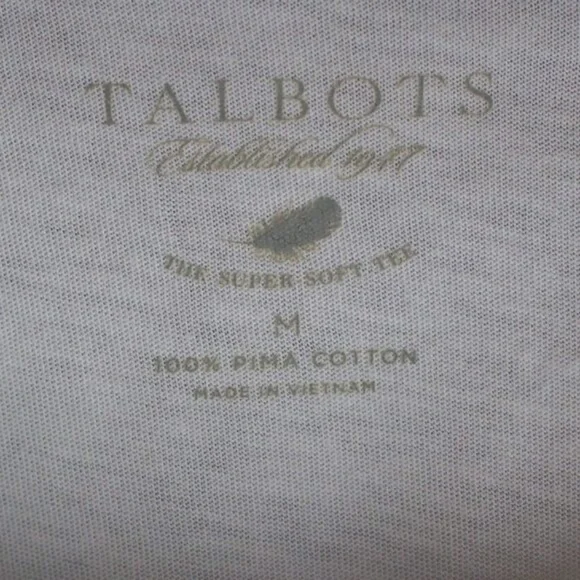 TALBOTS
Established 1947
THE SUPER SOFT TEE
M
100% PIMA COTTON
MADE IN VIETNAM